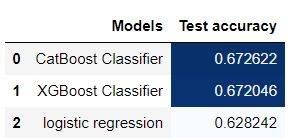 Models Test accuracy
0 CatBoost Classifier 0.672622
1 XGBoost Classifier 0.672046
2 logistic regression 0.628242